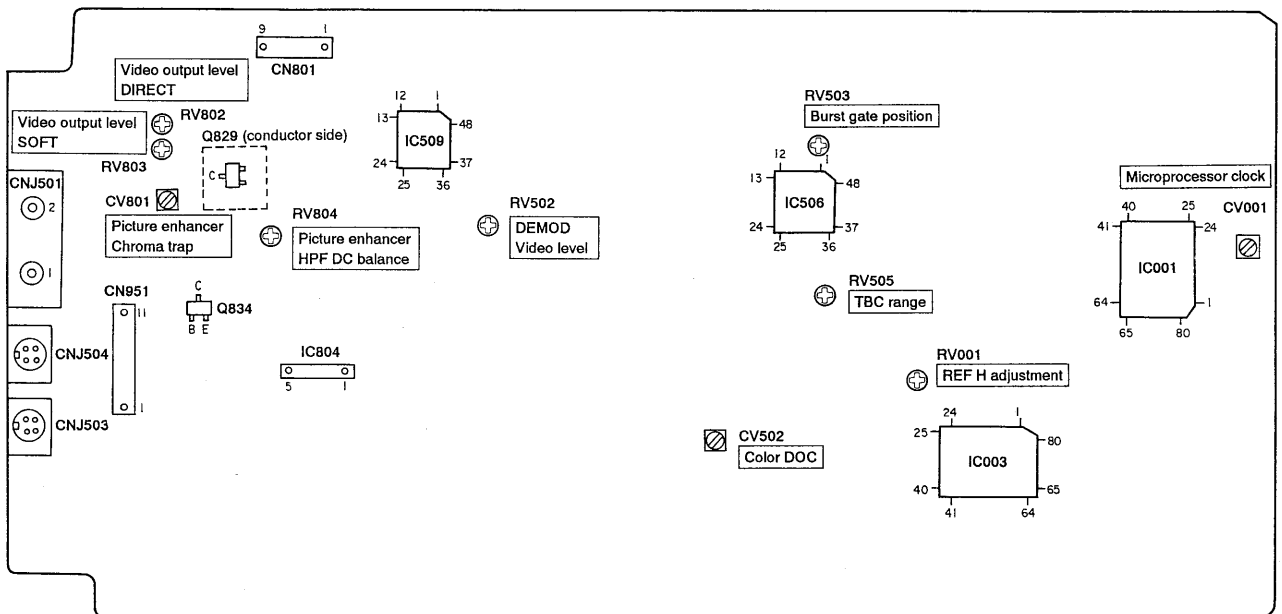 9 1
CN801
Video output level
DIRECT
RV802
Video output level
SOFT
RV803
Q829 (conductor side)
C
12 1
13 48
IC509
24 37
25 36
CNJ501
2
1
CV801
Picture enhancer
Chroma trap
RV804
Picture enhancer
HPF DC balance
RV502
DEMOD
Video level
RV503
Burst gate position
12 1
13 48
IC506
24 37
25 36
Microprocessor clock
CV001
40 25
41 24
IC001
64 1
65 80
RV505
TBC range
CN951
11
1
C
Q834
B E
CNJ504
CNJ503
IC804
5 1
RV001
REF H adjustment
24 1
25 80
IC003
40 65
41 64
CV502
Color DOC